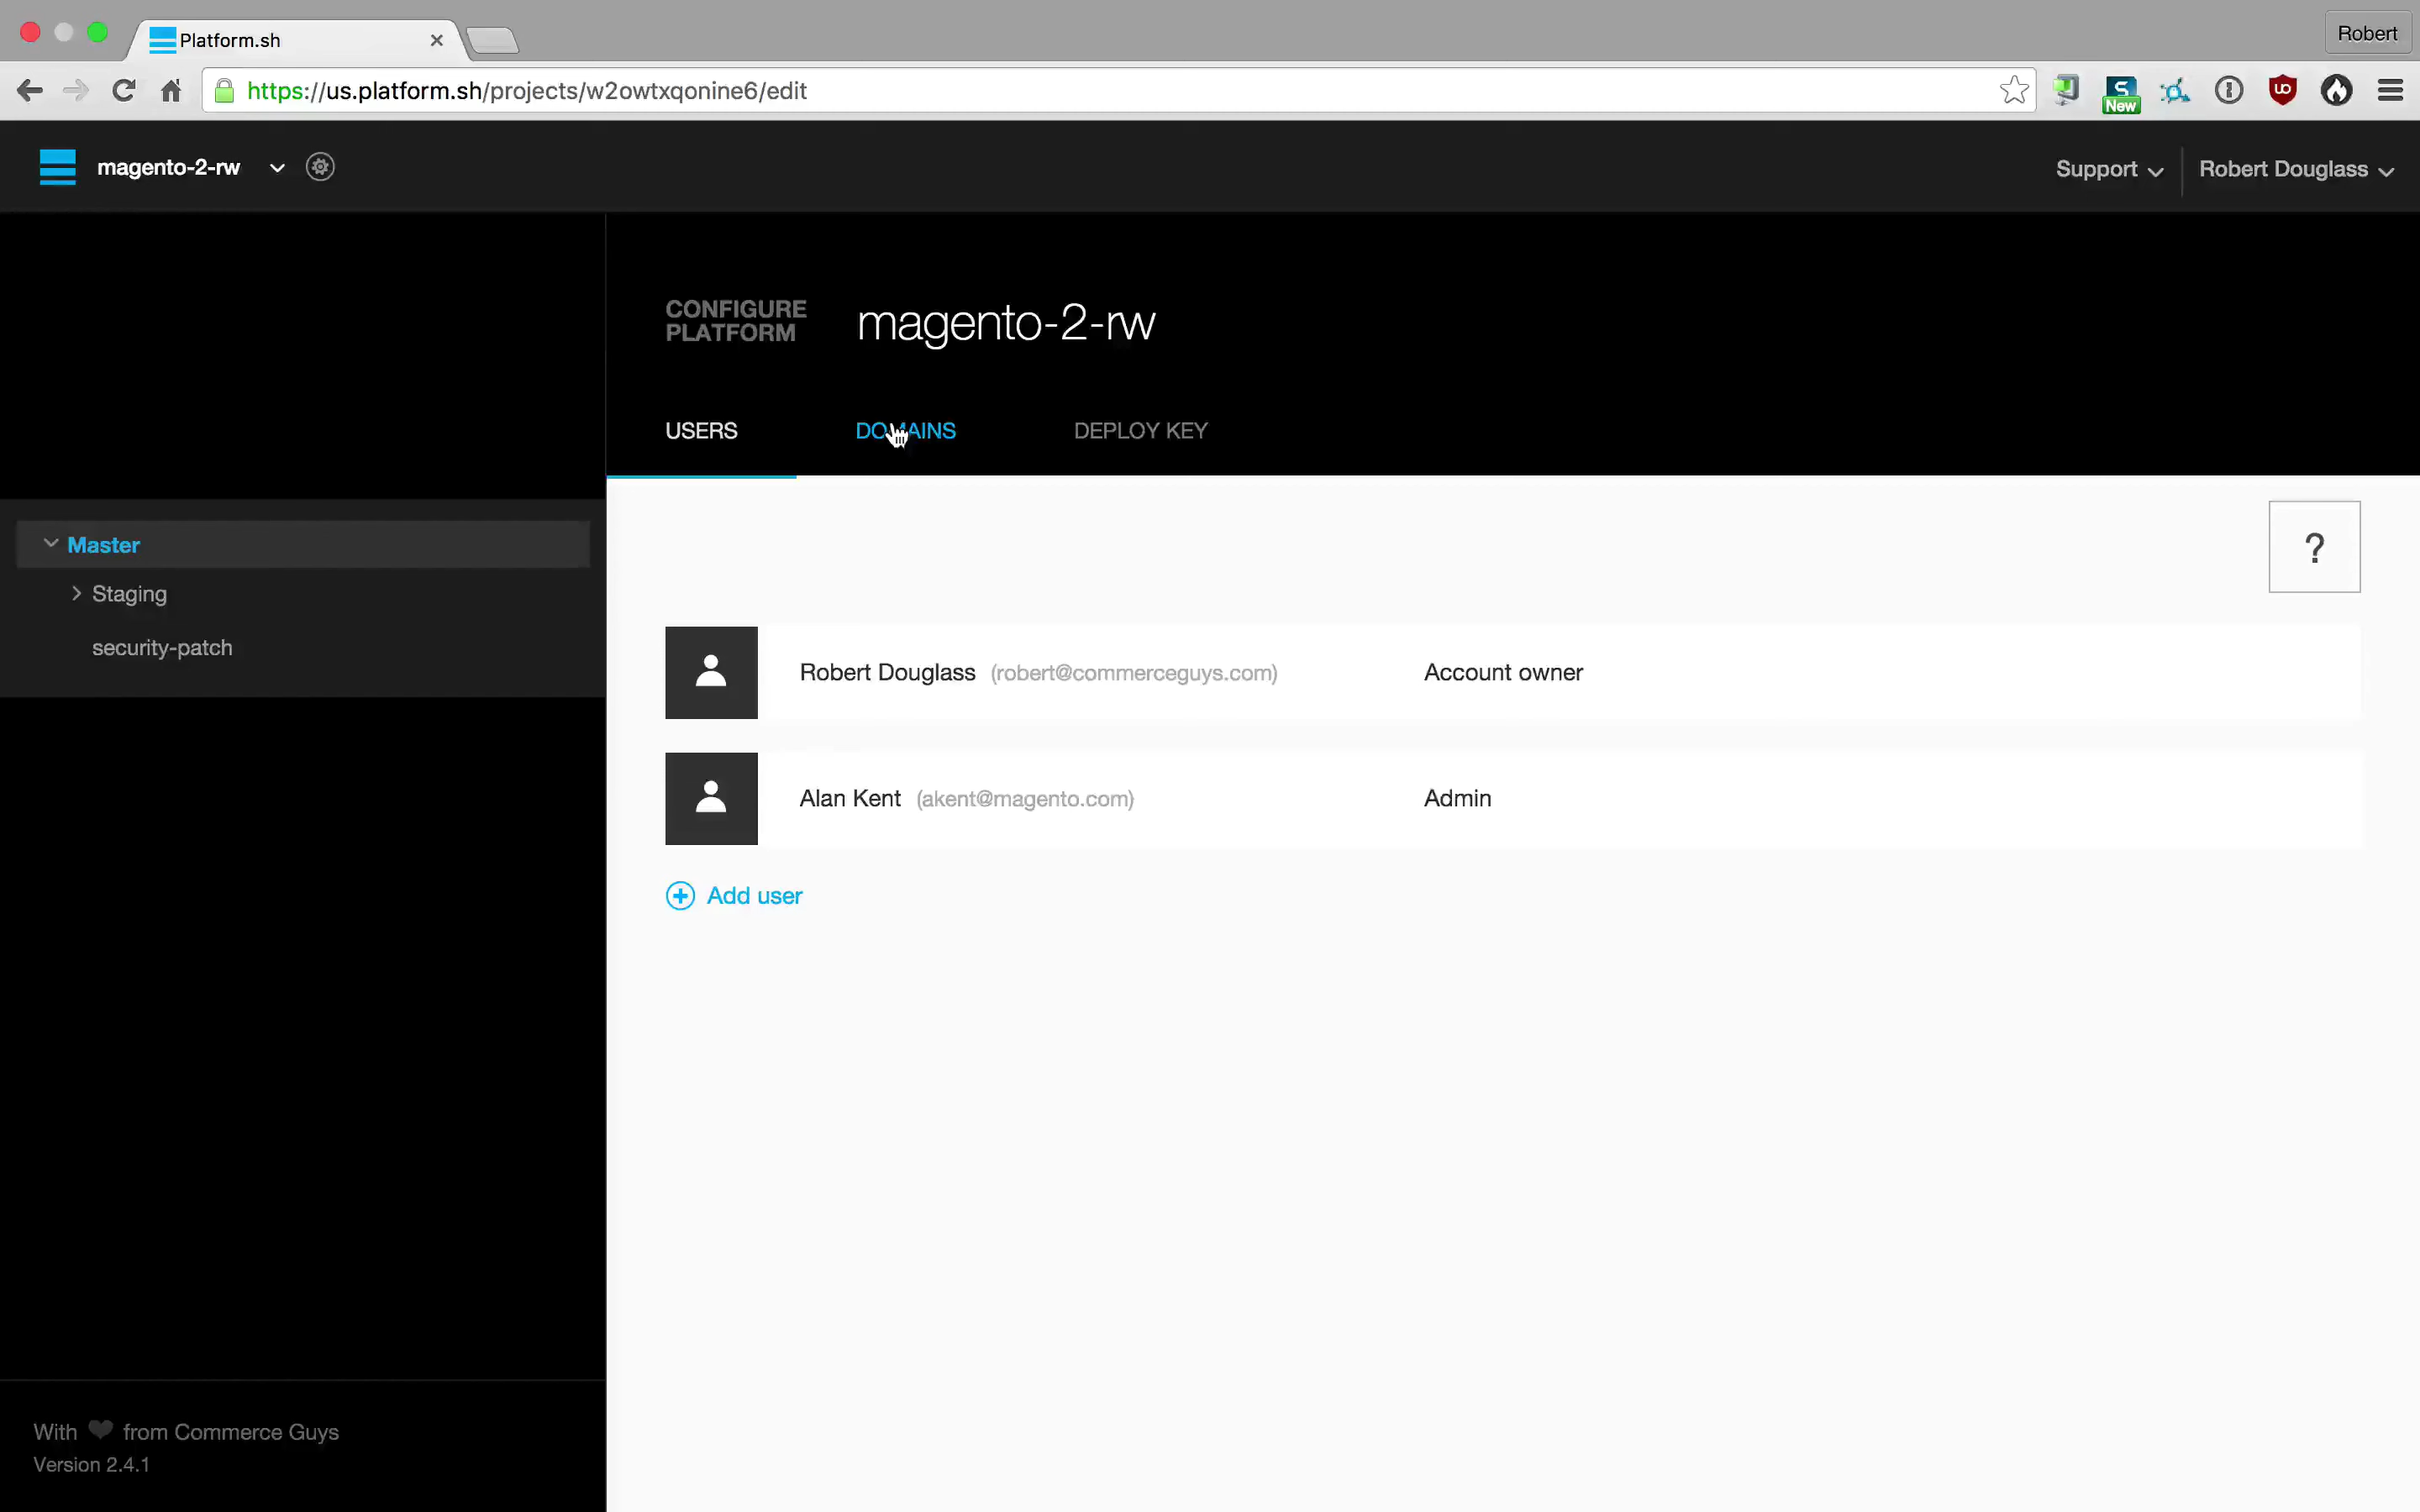 Platform.sh
Robert
https://us.platform.sh/projects/w2owtxqonine6/edit
S
New
UD
magento-2-rw
Support
Robert Douglass
CONFIGURE
PLATFORM
magento-2-rw
USERS
DOMAINS
DEPLOY KEY
Master
Staging
security-patch
?
Robert Douglass (robert@commerceguys.com)
Account owner
Alan Kent (akent@magento.com)
Admin
Add user
With ❤ from Commerce Guys
Version 2.4.1